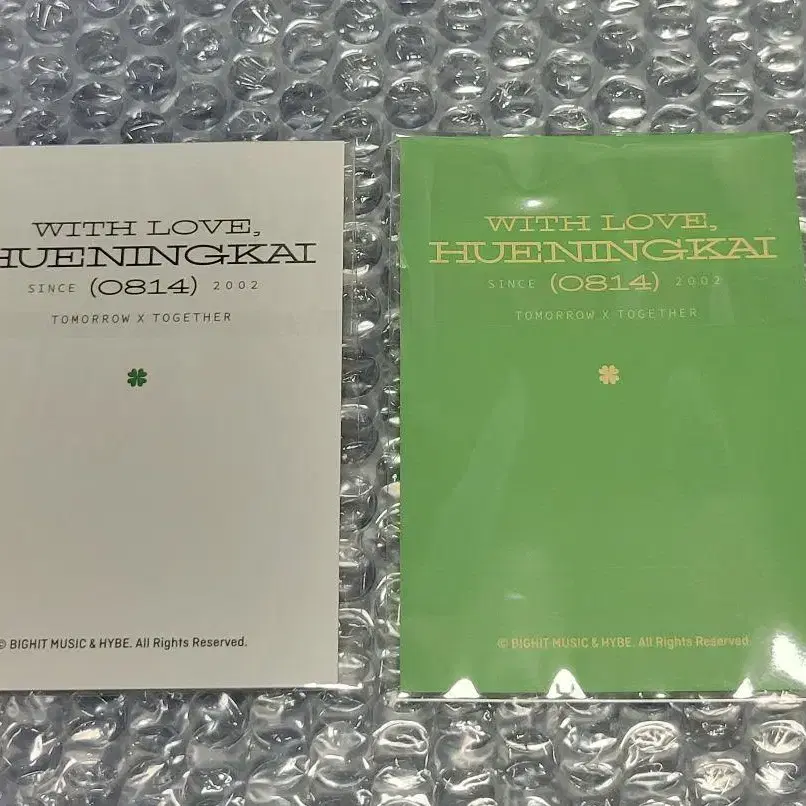 WITH LOVE,
HUENINGKAI
SINCE (0814) 2002
TOMORROW X TOGETHER
© BIGHIT MUSIC & HYBE. All Rights Reserved.
WITH LOVE,
HUENINGKAI
SINCE (0814) 2002
TOMORROW X TOGETHER
© BIGHIT MUSIC & HYBE. All Rights Reserved.